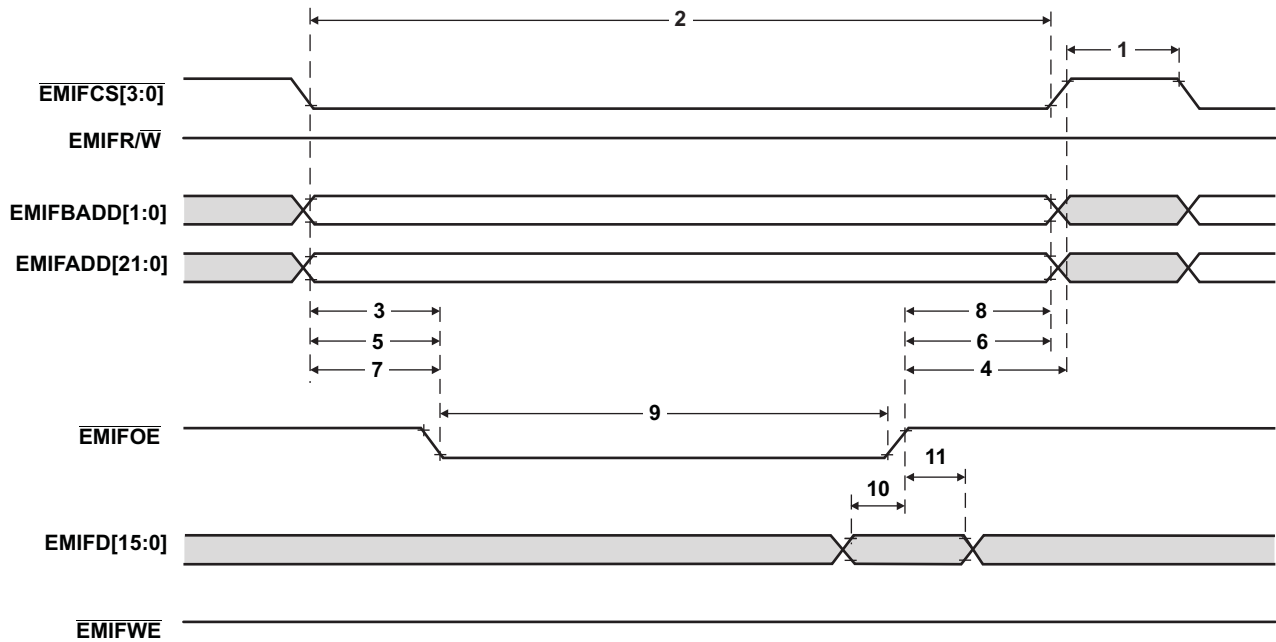 2
1
EMIFCS[3:0]
EMIFR/W
EMIFBADD[1:0]
EMIFADD[21:0]
3 8
5 6
7 4
9
EMIFOE
11
10
EMIFD[15:0]
EMIFWE